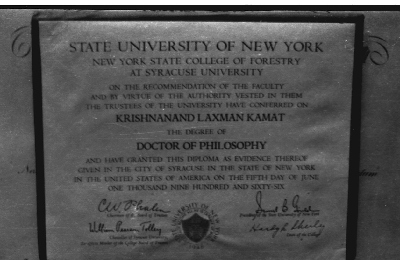 STATE UNIVERSITY OF NEW YORK
NEW YORK STATE COLLEGE OF FORESTRY
AT SYRACUSE UNIVERSITY
ON THE RECOMMENDATION OF THE FACULTY
AND BY VIRTUE OF THE AUTHORITY VESTED IN THEM
THE TRUSTEES OF THE UNIVERSITY HAVE CONFERRED ON
KRISHNANAND LAXMAN KAMAT
THE DEGREE OF
DOCTOR OF PHILOSOPHY
AND HAVE GRANTED THIS DIPLOMA AS EVIDENCE THEREOF
GIVEN IN THE CITY OF SYRACUSE IN THE STATE OF NEW YORK
IN THE UNITED STATES OF AMERICA ON THE FIFTH DAY OF JUNE
ONE THOUSAND NINE HUNDRED AND SIXTY-SIX